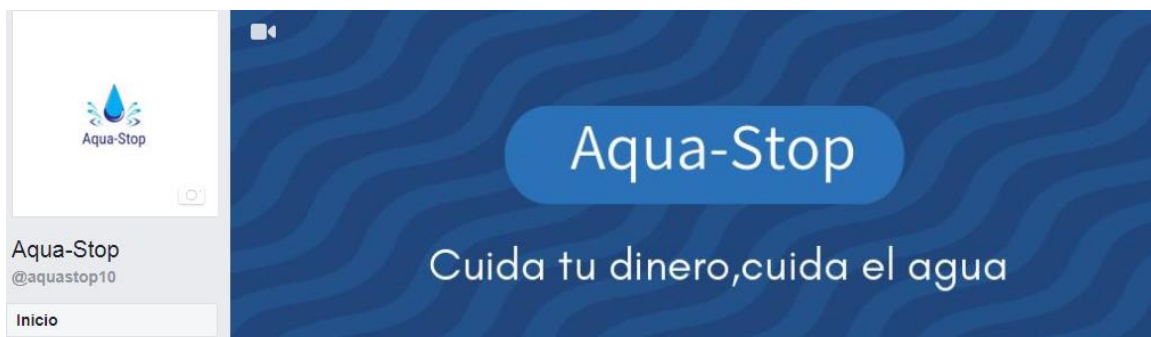 Aqua-Stop
Aqua-Stop
@aquastop10
Inicio
Aqua-Stop
Cuida tu dinero,cuida el agua